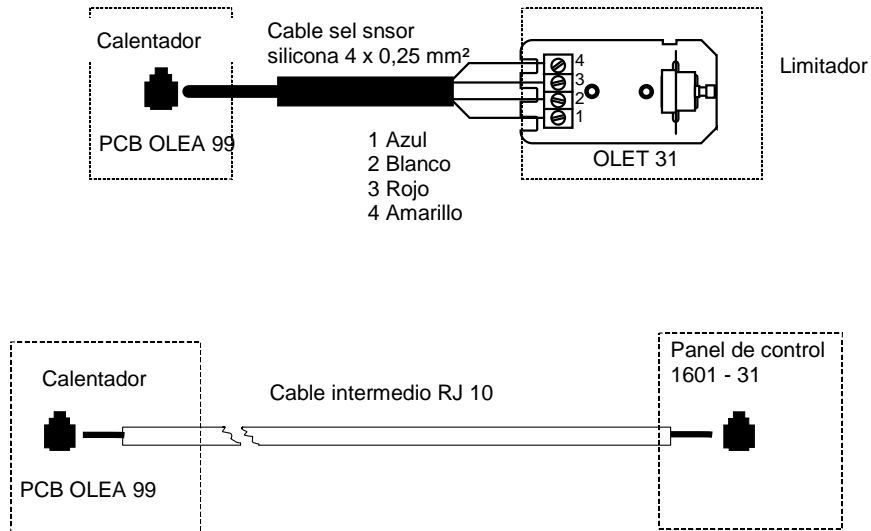 Calentador
PCB OLEA 99
Cable sel snsor
silicona 4 x 0,25 mm²
1 Azul
2 Blanco
3 Rojo
4 Amarillo
4
3
2
1
OLET 31
Limitador
Calentador
PCB OLEA 99
Cable intermedio RJ 10
Panel de control
1601 - 31